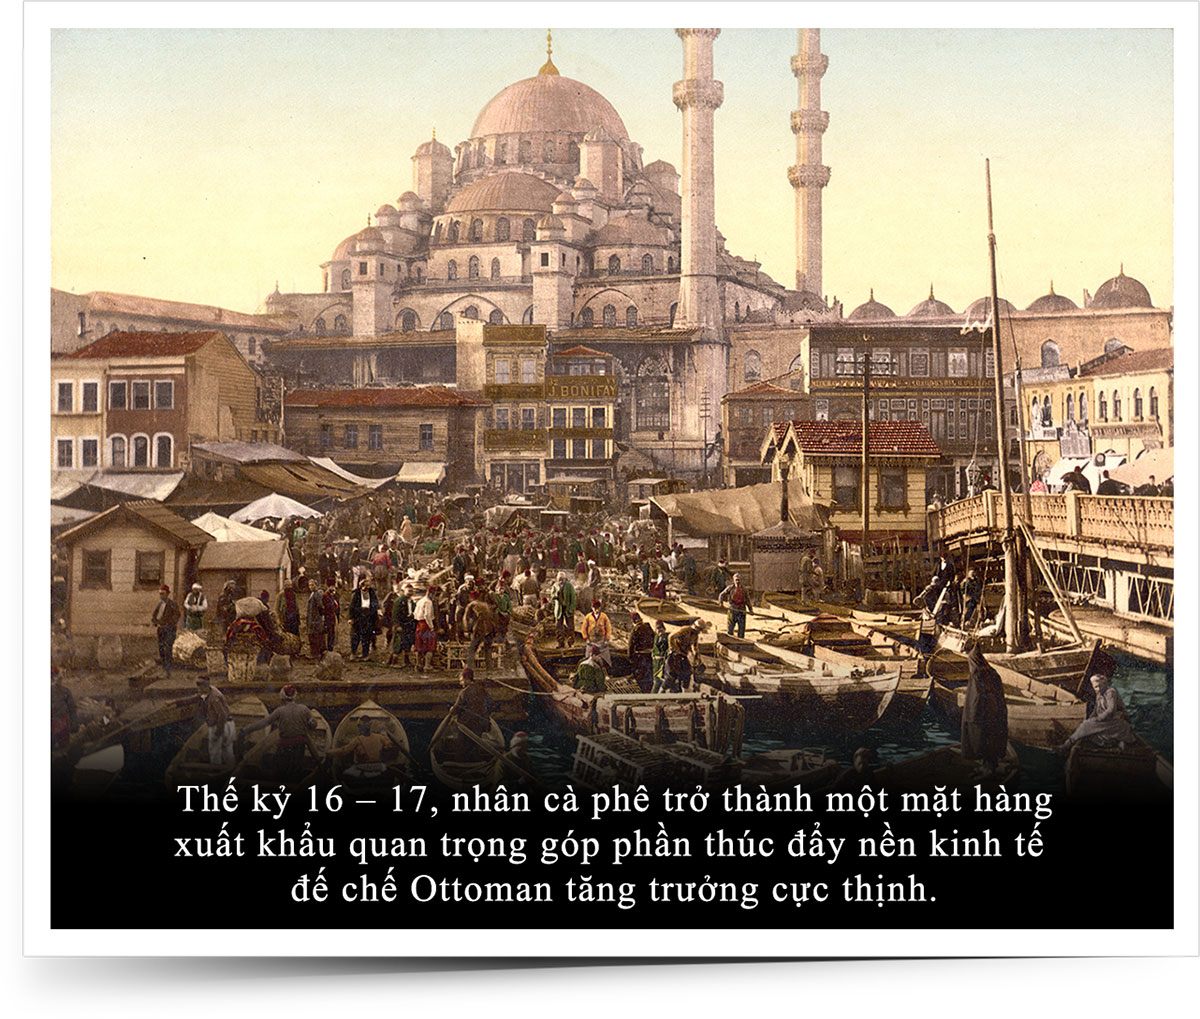 J. BONIFAY
Thế kỷ 16 – 17, nhân cà phê trở thành một mặt hàng
xuất khẩu quan trọng góp phần thúc đẩy nền kinh tế
đế chế Ottoman tăng trưởng cực thịnh.